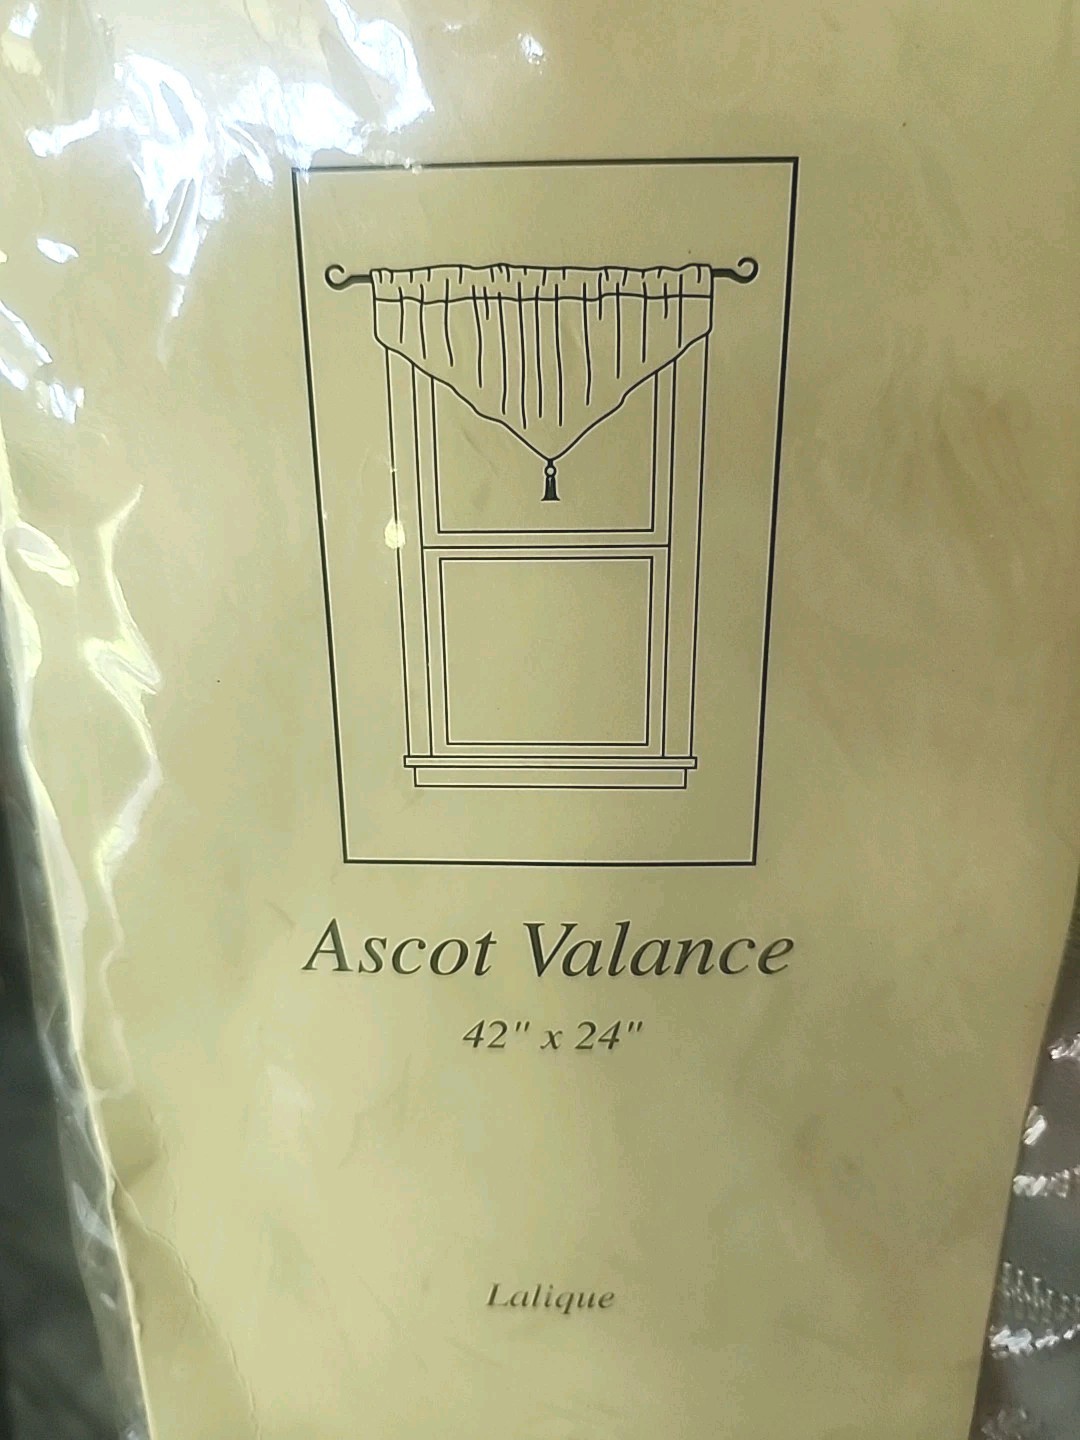 Ascot Valance
42" x 24"
Lalique